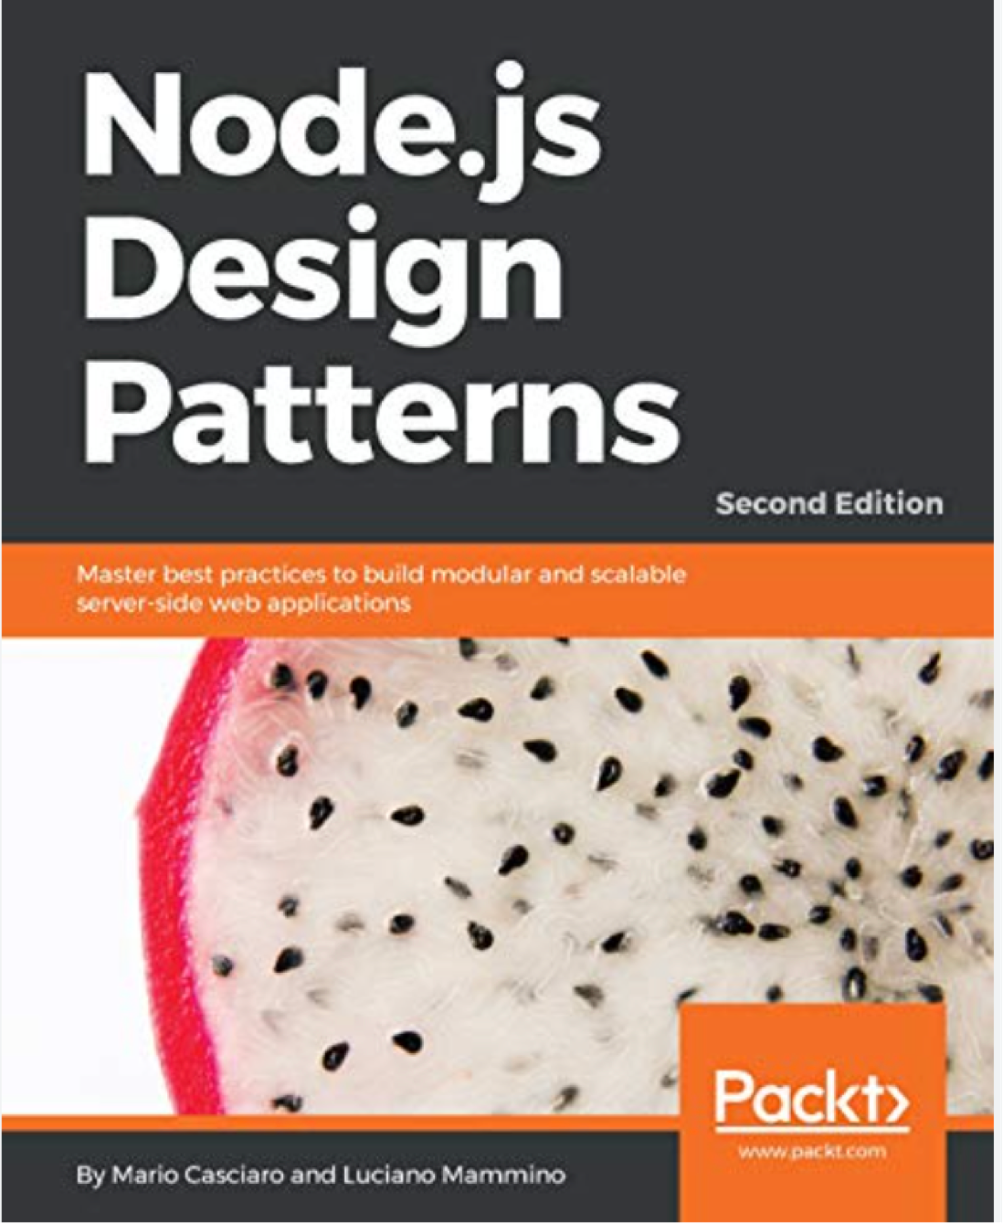 Node.js
Design
Patterns
Second Edition
Master best practices to build modular and scalable
server-side web applications
Packt>
www.packt.com
By Mario Casciaro and Luciano Mammino